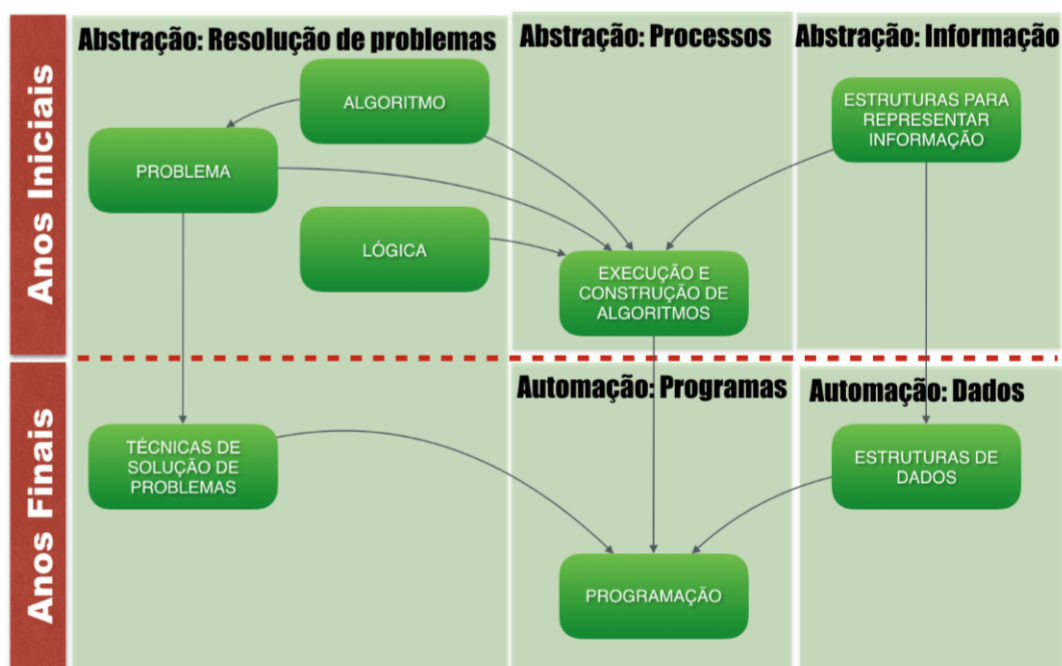 Anos Iniciais
Abstração: Resolução de problemas
Abstração: Processos
Abstração: Informação
ALGORITMO
ESTRUTURAS PARA
REPRESENTAR
INFORMAÇÃO
PROBLEMA
LÓGICA
EXECUÇÃO E
CONSTRUÇÃO DE
ALGORITMOS
Anos Finais
Automação: Programas
Automação: Dados
TÉCNICAS DE
SOLUÇÃO DE
PROBLEMAS
ESTRUTURAS DE
DADOS
PROGRAMAÇÃO